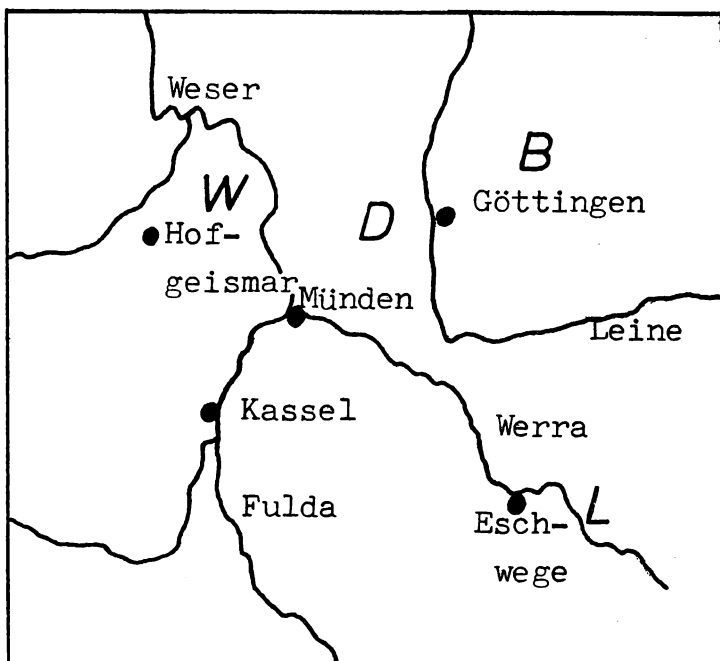 Weser
B
W
Göttingen
D
Hof-
geismar
Münden
Leine
Kassel
Werra
Fulda
L
Esch-
wege